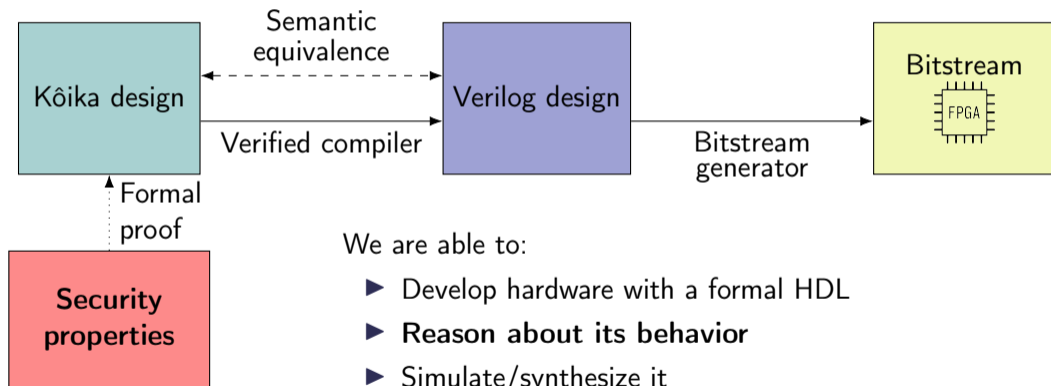 Semantic
equivalence
Kôika design
Verilog design
Bitstream
FPGA
Verified compiler
Bitstream
generator
Formal
proof
Security
properties
We are able to:
▶ Develop hardware with a formal HDL
▶ Reason about its behavior
▶ Simulate/synthesize it